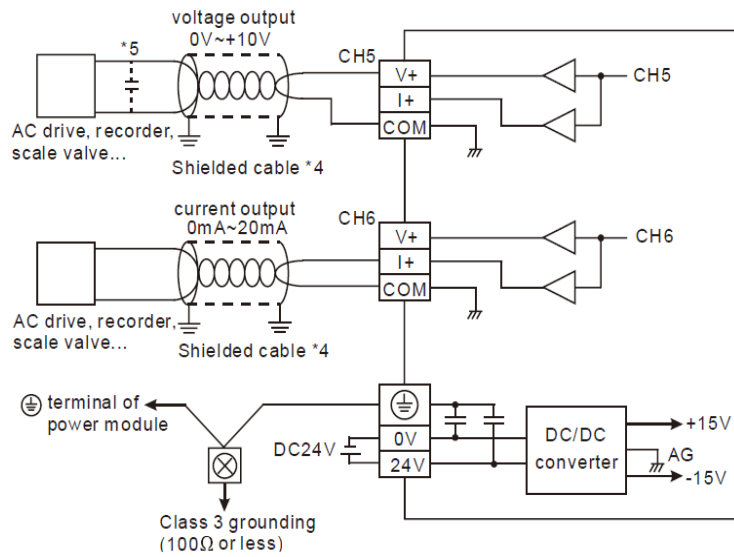 voltage output
0V~+10V
*5
CH5
V+
I+
COM
CH5
AC drive, recorder,
scale valve...
Shielded cable *4
current output
0mA~20mA
CH6
V+
I+
COM
CH6
AC drive, recorder,
scale valve...
Shielded cable *4
terminal of
power module
DC24V
0V
24V
DC/DC
converter
+15V
AG
-15V
Class 3 grounding
(100Ω or less)